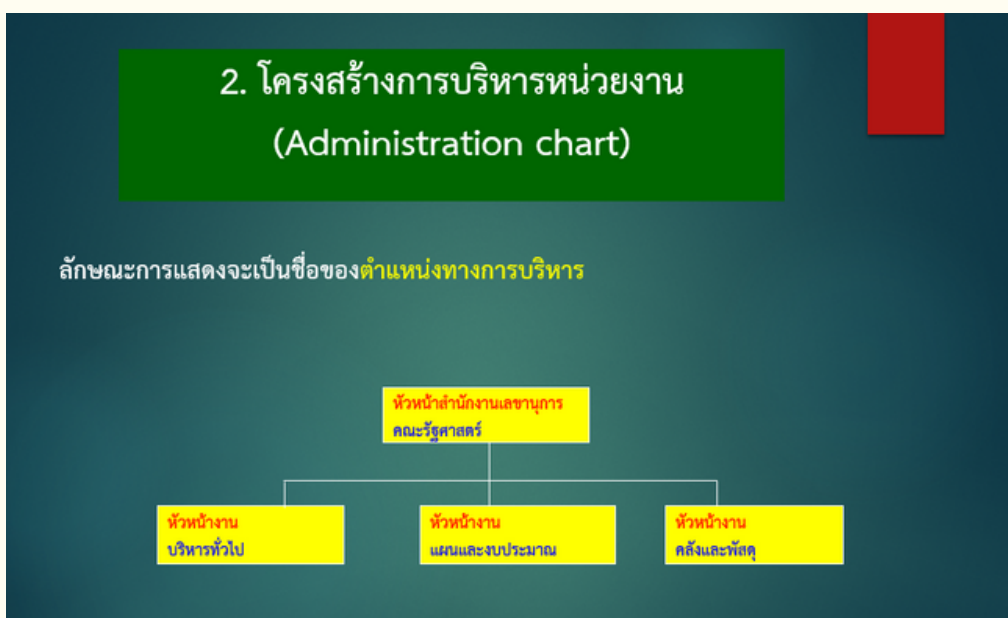 2. โครงสร้างการบริหารหน่วยงาน
(Administration chart)
ลักษณะการแสดงจะเป็นชื่อของตำแหน่งทางการบริหาร
หัวหน้าสำนักงานเลขานุการ
คณะรัฐศาสตร์
หัวหน้างาน
บริหารทั่วไป
หัวหน้างาน
แผนและงบประมาณ
หัวหน้างาน
คลังและพัสดุ